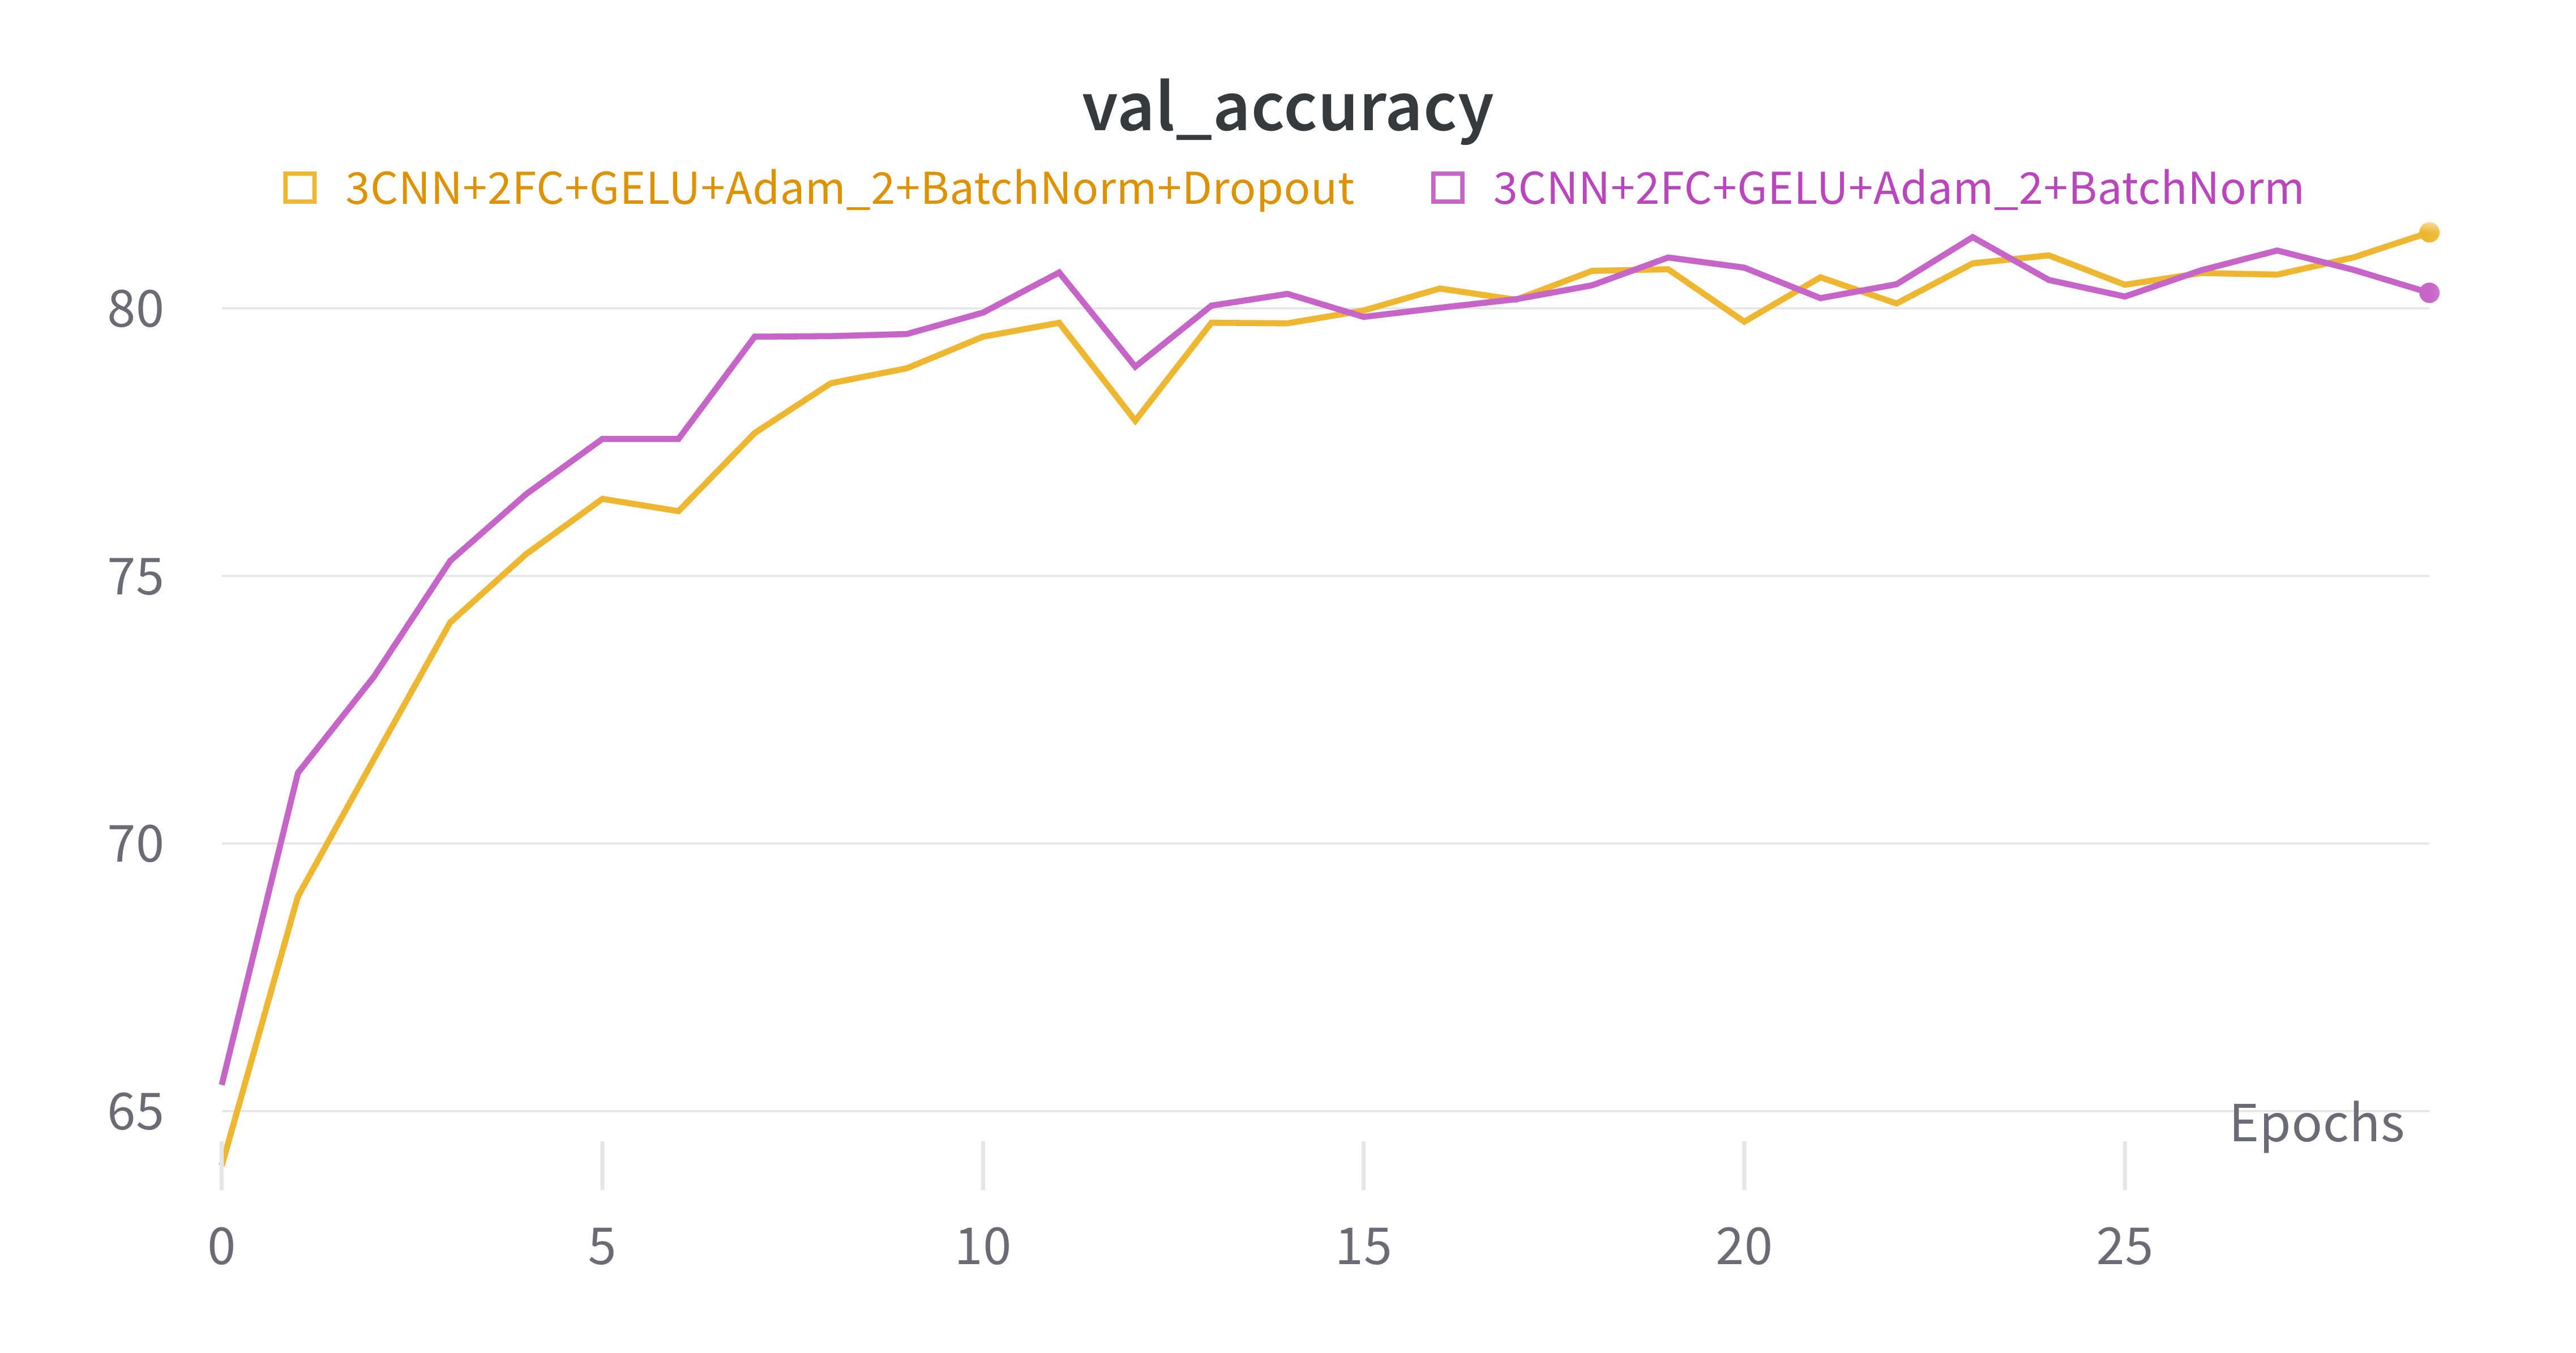 val_accuracy
3CNN+2FC+GELU+Adam_2+BatchNorm+Dropout 3CNN+2FC+GELU+Adam_2+BatchNorm
80
75
70
65
Epochs
0 5 10 15 20 25